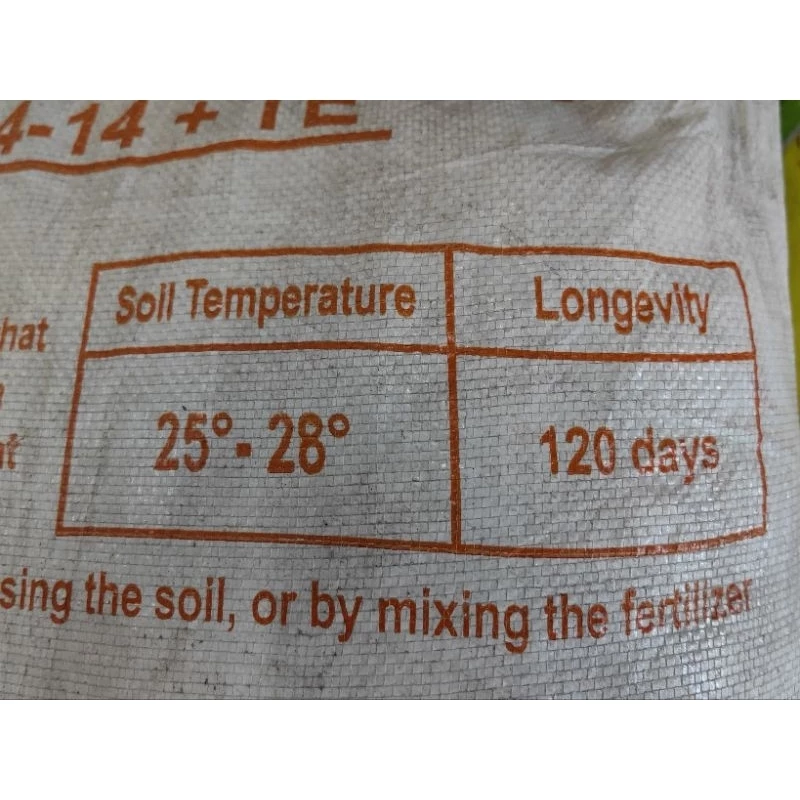 4-14 + TE
Soil Temperature Longevity
hat
25°- 28° 120 days
sing the soil, or by mixing the fertilizer